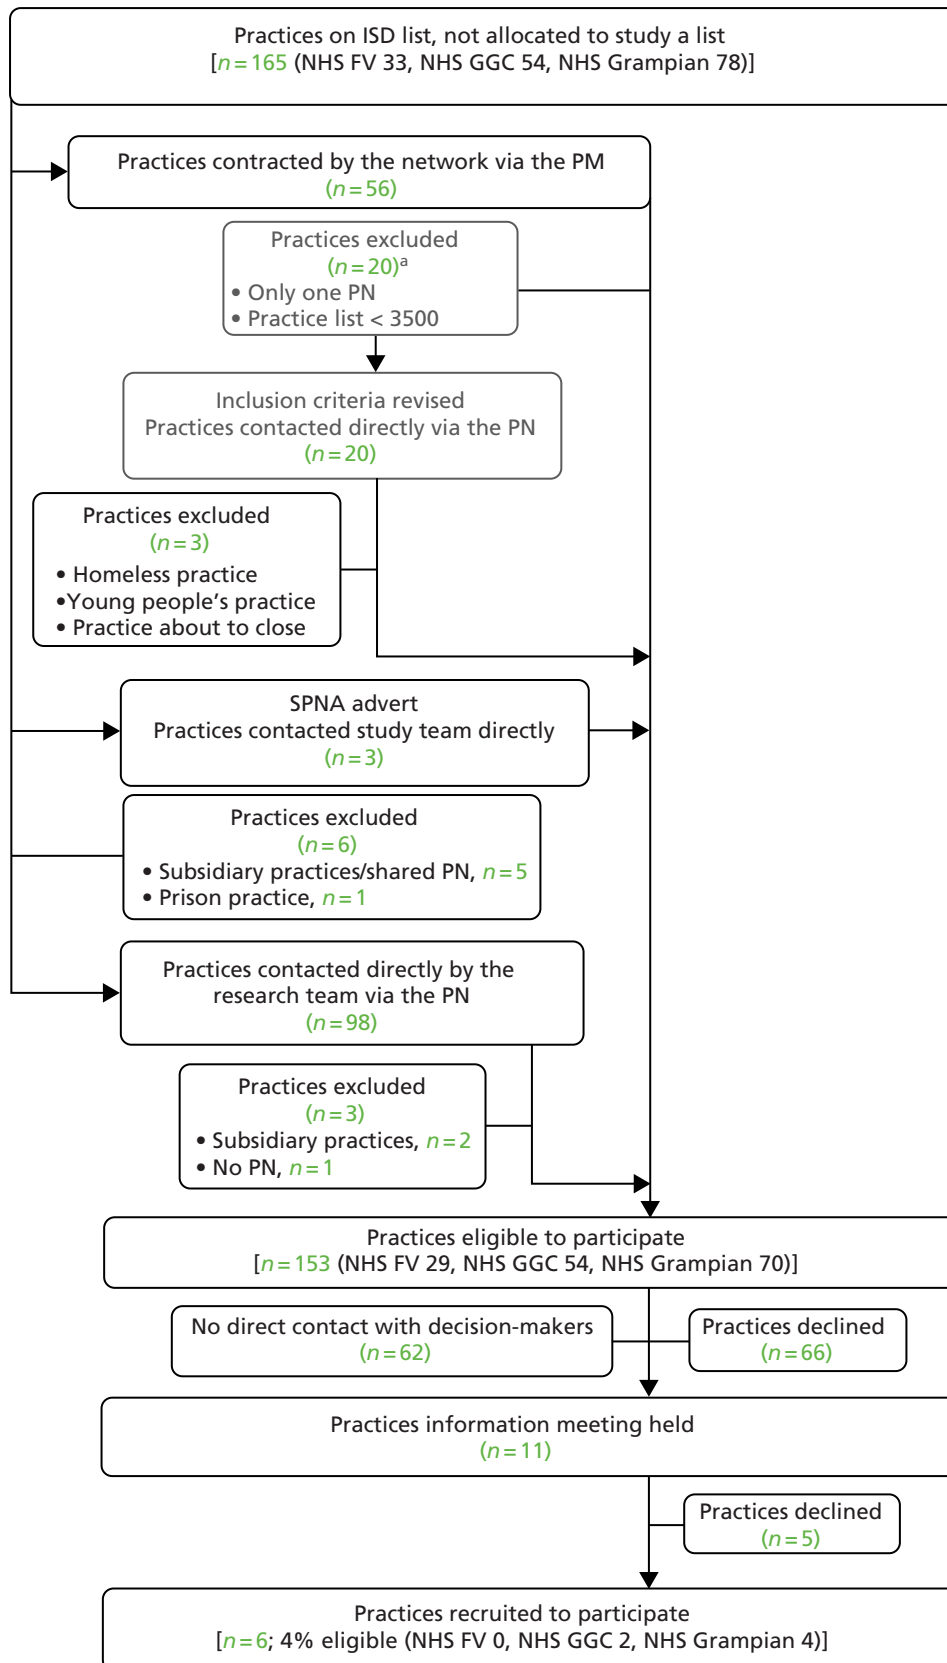 Practices on ISD list, not allocated to study a list
[n=165 (NHS FV 33, NHS GGC 54, NHS Grampian 78)]
Practices contracted by the network via the PM
(n=56)
Practices excluded
(n=20)a
• Only one PN
• Practice list < 3500
Inclusion criteria revised
Practices contacted directly via the PN
(n=20)
Practices excluded
(n=3)
• Homeless practice
•Young people's practice
• Practice about to close
SPNA advert
Practices contacted study team directly
(n=3)
Practices excluded
(n=6)
• Subsidiary practices/shared PN, n=5
• Prison practice, n=1
Practices contacted directly by the
research team via the PN
(n=98)
Practices excluded
(n=3)
• Subsidiary practices, n=2
• No PN, n=1
Practices eligible to participate
[n=153 (NHS FV 29, NHS GGC 54, NHS Grampian 70)]
No direct contact with decision-makers
(n=62)
Practices declined
(n=66)
Practices information meeting held
(n=11)
Practices declined
(n=5)
Practices recruited to participate
[n=6; 4% eligible (NHS FV 0, NHS GGC 2, NHS Grampian 4)]